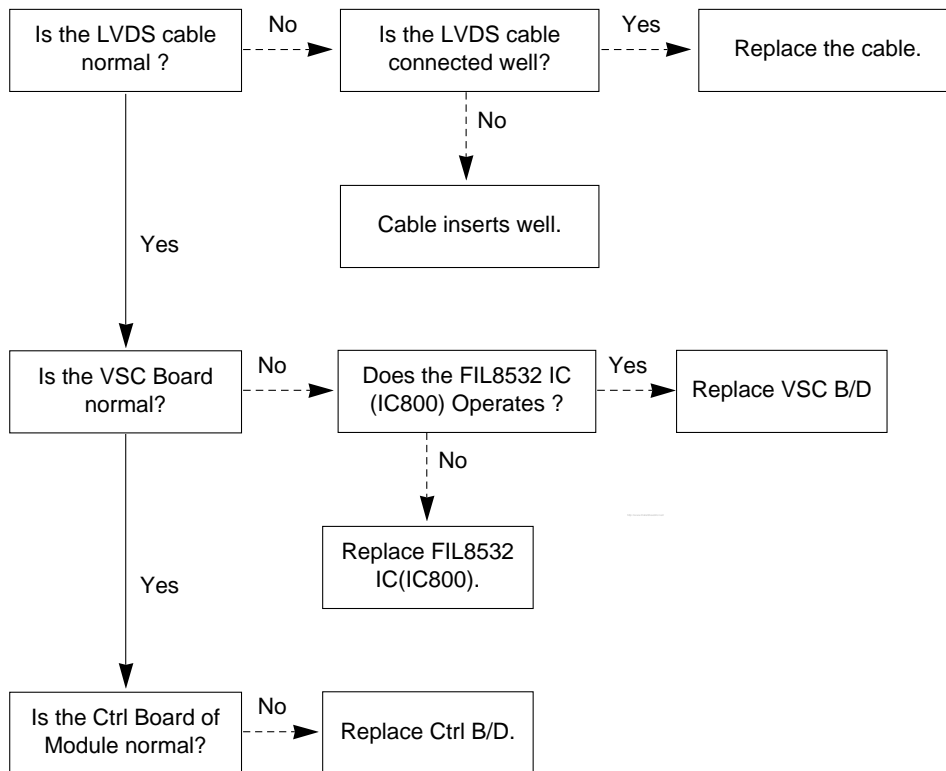 Is the LVDS cable
normal ?
No
Is the LVDS cable
connected well?
Yes
Replace the cable.
No
Cable inserts well.
Yes
Is the VSC Board
normal?
No
Does the FIL8532 IC
(IC800) Operates ?
Yes
Replace VSC B/D
No
Replace FIL8532
IC(IC800).
Yes
Is the Ctrl Board of
Module normal?
No
Replace Ctrl B/D.